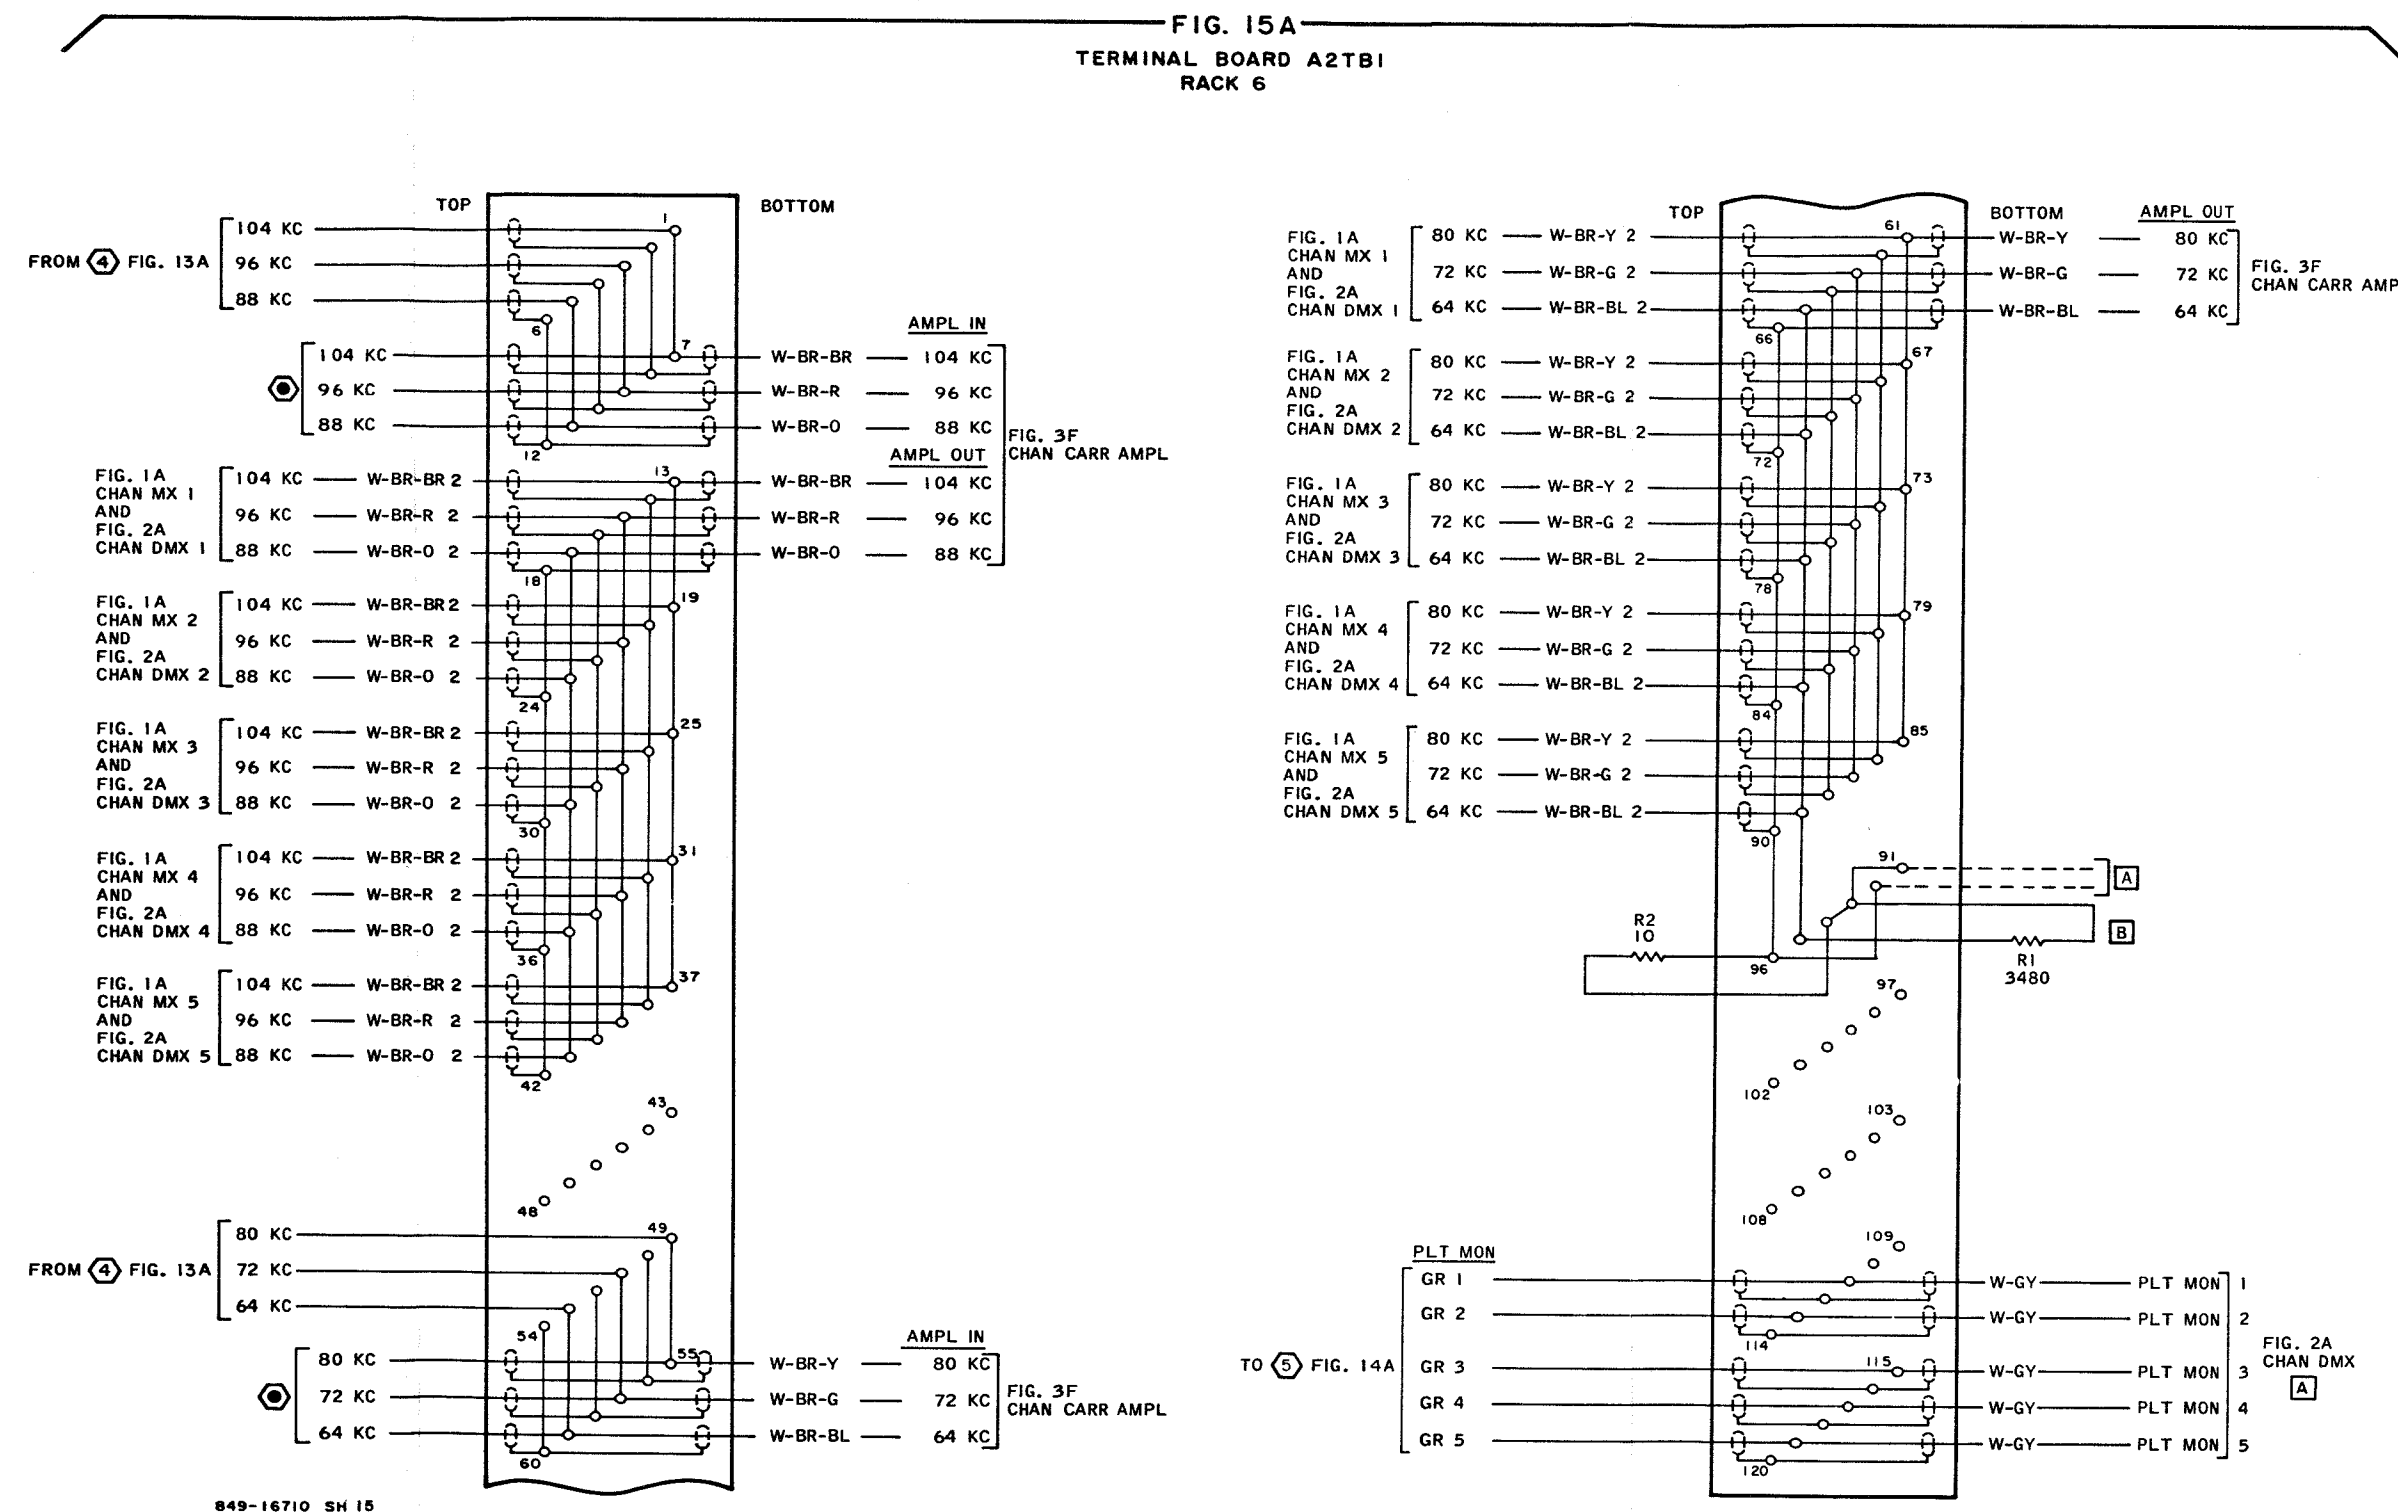 FIG. 15A
TERMINAL BOARD A2TB1
RACK 6
TOP
BOTTOM
FROM 4 FIG. 13A
104 KC
96 KC
88 KC
1
6
AMPL IN
104 KC
96 KC
88 KC
7
12
W-BR-BR 104 KC
W-BR-R 96 KC
W-BR-O 88 KC
FIG. 3F
CHAN CARR AMPL
AMPL OUT
FIG. 1A
CHAN MX 1
AND
FIG. 2A
CHAN DMX 1
104 KC W-BR-BR 2
96 KC W-BR-R 2
88 KC W-BR-O 2
13
18
W-BR-BR 104 KC
W-BR-R 96 KC
W-BR-O 88 KC
FIG. 1A
CHAN MX 2
AND
FIG. 2A
CHAN DMX 2
104 KC W-BR-BR 2
96 KC W-BR-R 2
88 KC W-BR-O 2
19
24
FIG. 1A
CHAN MX 3
AND
FIG. 2A
CHAN DMX 3
104 KC W-BR-BR 2
96 KC W-BR-R 2
88 KC W-BR-O 2
25
30
FIG. 1A
CHAN MX 4
AND
FIG. 2A
CHAN DMX 4
104 KC W-BR-BR 2
96 KC W-BR-R 2
88 KC W-BR-O 2
31
36
FIG. 1A
CHAN MX 5
AND
FIG. 2A
CHAN DMX 5
104 KC W-BR-BR 2
96 KC W-BR-R 2
88 KC W-BR-O 2
37
42
43
48
FROM 4 FIG. 13A
80 KC
72 KC
64 KC
49
54
80 KC
72 KC
64 KC
55
60
AMPL IN
W-BR-Y 80 KC
W-BR-G 72 KC
W-BR-BL 64 KC
FIG. 3F
CHAN CARR AMPL
849-16710 SH 15
TOP
BOTTOM
AMPL OUT
FIG. 1A
CHAN MX 1
AND
FIG. 2A
CHAN DMX 1
80 KC W-BR-Y 2
72 KC W-BR-G 2
64 KC W-BR-BL 2
61
66
W-BR-Y 80 KC
W-BR-G 72 KC
W-BR-BL 64 KC
FIG. 3F
CHAN CARR AMP
FIG. 1A
CHAN MX 2
AND
FIG. 2A
CHAN DMX 2
80 KC W-BR-Y 2
72 KC W-BR-G 2
64 KC W-BR-BL 2
67
72
FIG. 1A
CHAN MX 3
AND
FIG. 2A
CHAN DMX 3
80 KC W-BR-Y 2
72 KC W-BR-G 2
64 KC W-BR-BL 2
73
78
FIG. 1A
CHAN MX 4
AND
FIG. 2A
CHAN DMX 4
80 KC W-BR-Y 2
72 KC W-BR-G 2
64 KC W-BR-BL 2
79
84
FIG. 1A
CHAN MX 5
AND
FIG. 2A
CHAN DMX 5
80 KC W-BR-Y 2
72 KC W-BR-G 2
64 KC W-BR-BL 2
85
90
91
A
R2
10
B
96
R1
3480
97
102
103
108
109
PLT MON
TO 5 FIG. 14A
GR 1
GR 2
GR 3
GR 4
GR 5
114
115
120
W-GY PLT MON 1
W-GY PLT MON 2
W-GY PLT MON 3
W-GY PLT MON 4
W-GY PLT MON 5
FIG. 2A
CHAN DMX
A